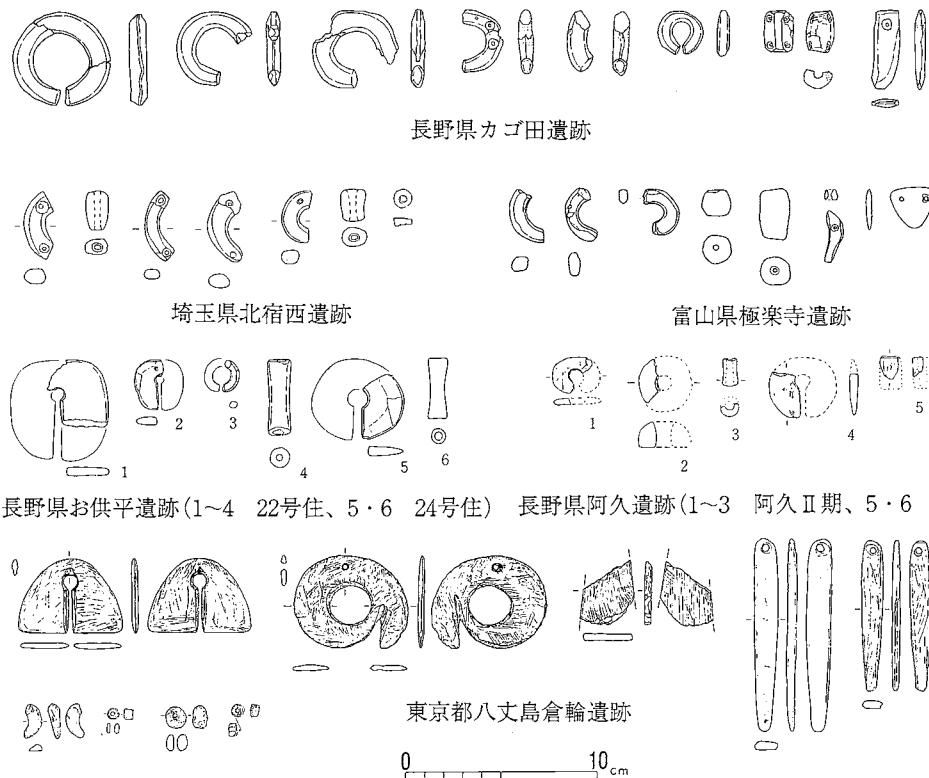 長野県カゴ田遺跡
埼玉県北宿西遺跡
富山県極楽寺遺跡
1
2
3
4
5
6
1
2
3
4
5
長野県お供平遺跡(1~4 22号住、5・6 24号住)
長野県阿久遺跡(1~3 阿久Ⅱ期、5・6
東京都八丈島倉輪遺跡
0 10cm